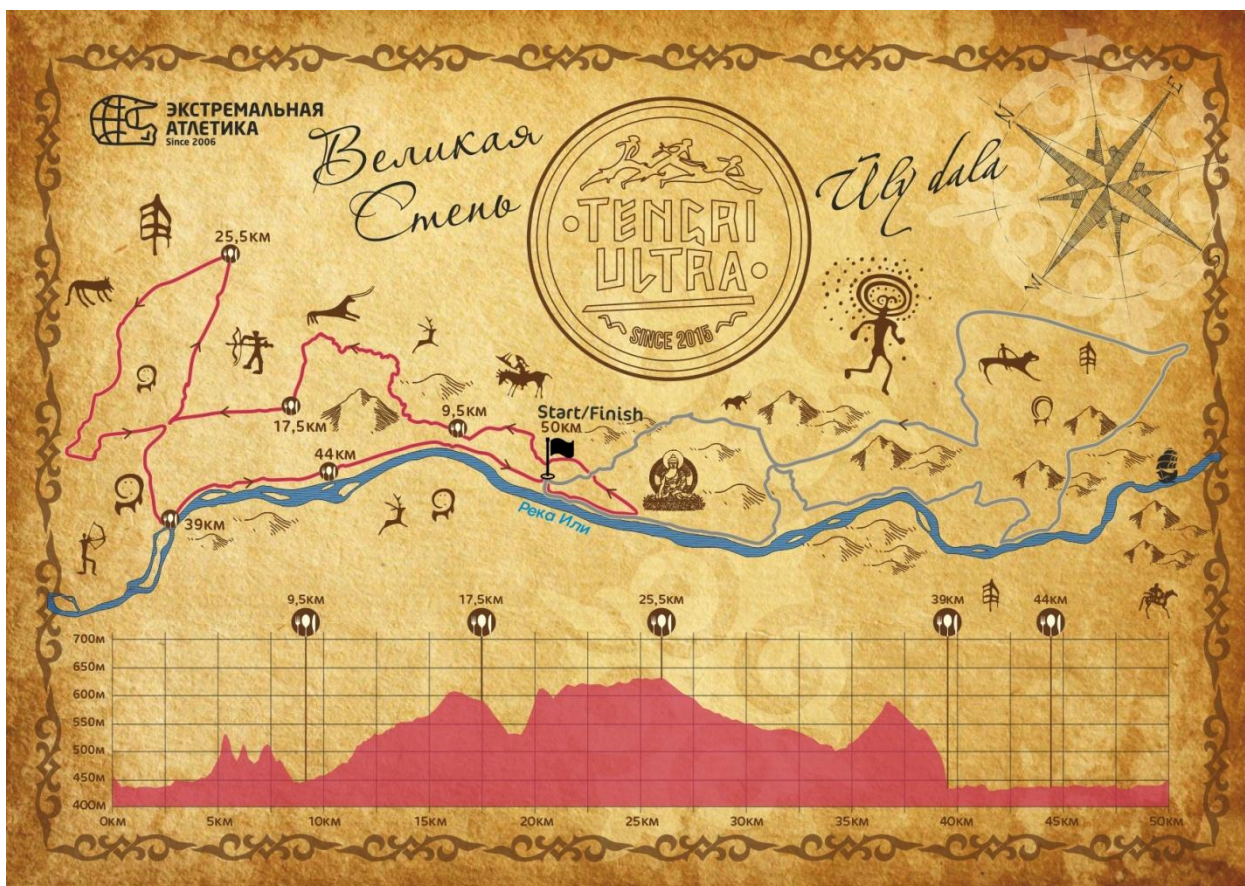 ЭКСТРЕМАЛЬНАЯ
АТЛЕТИКА
Since 2006
Великая
Степь
TENGRI
ULTRA
SINCE 2015
Uly dala
N
E
W
S
25,5КМ
17,5КМ
9,5КМ
Start/Finish
50КМ
44КМ
39КМ
Река Или
9,5КМ
17,5КМ
25,5КМ
39КМ
44КМ
700М
650М
600М
550М
500М
450М
400М
0КМ
5КМ
10КМ
15КМ
20КМ
25КМ
30КМ
35КМ
40КМ
45КМ
50КМ